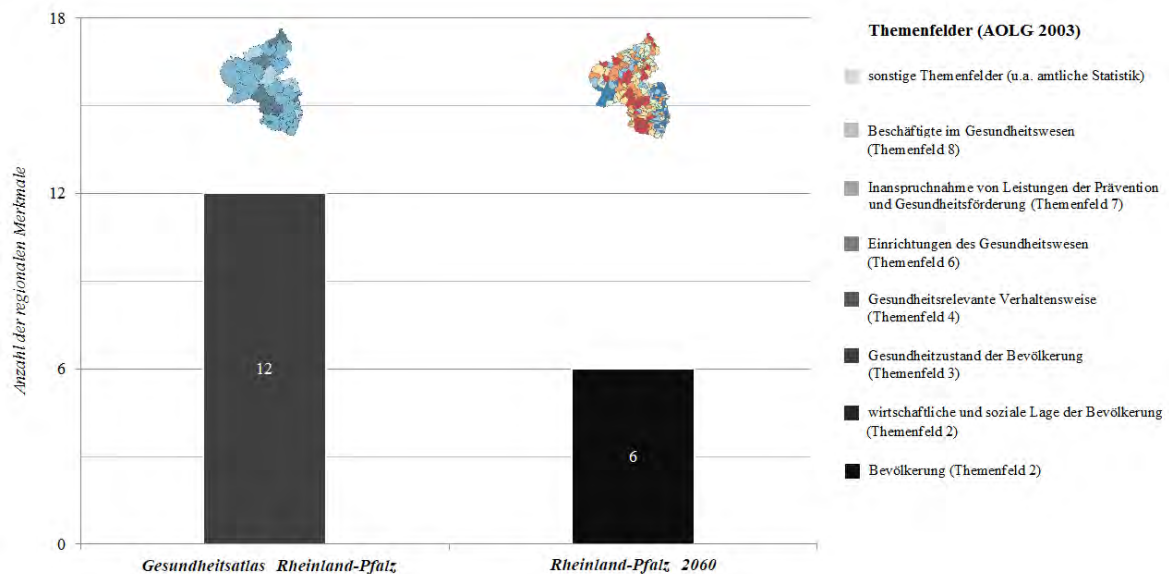 18
12
6
0
Anzahl der regionalen Merkmale
12
6
Gesundheitsatlas Rheinland-Pfalz
Rheinland-Pfalz 2060
Themenfelder (AOLG 2003)
sonstige Themenfelder (u.a. amtliche Statistik)
Beschäftigte im Gesundheitswesen
(Themenfeld 8)
Inanspruchnahme von Leistungen der Prävention
und Gesundheitsförderung (Themenfeld 7)
Einrichtungen des Gesundheitswesen
(Themenfeld 6)
Gesundheitsrelevante Verhaltensweise
(Themenfeld 4)
Gesundheitzustand der Bevölkerung
(Themenfeld 3)
wirtschaftliche und soziale Lage der Bevölkerung
(Themenfeld 2)
Bevölkerung (Themenfeld 2)